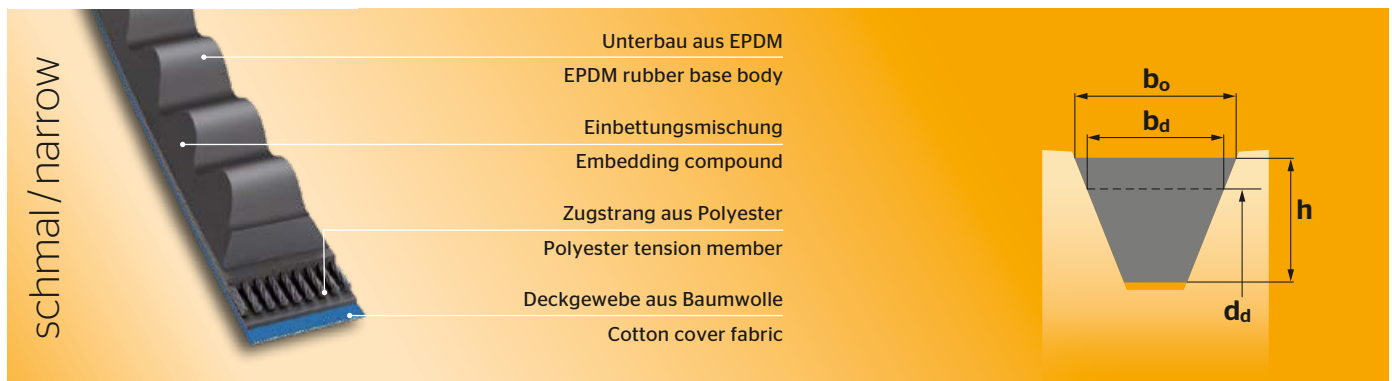 schmal / narrow
Unterbau aus EPDM
EPDM rubber base body
Einbettungsmischung
Embedding compound
Zugstrang aus Polyester
Polyester tension member
Deckgewebe aus Baumwolle
Cotton cover fabric
bo
bd
h
dd